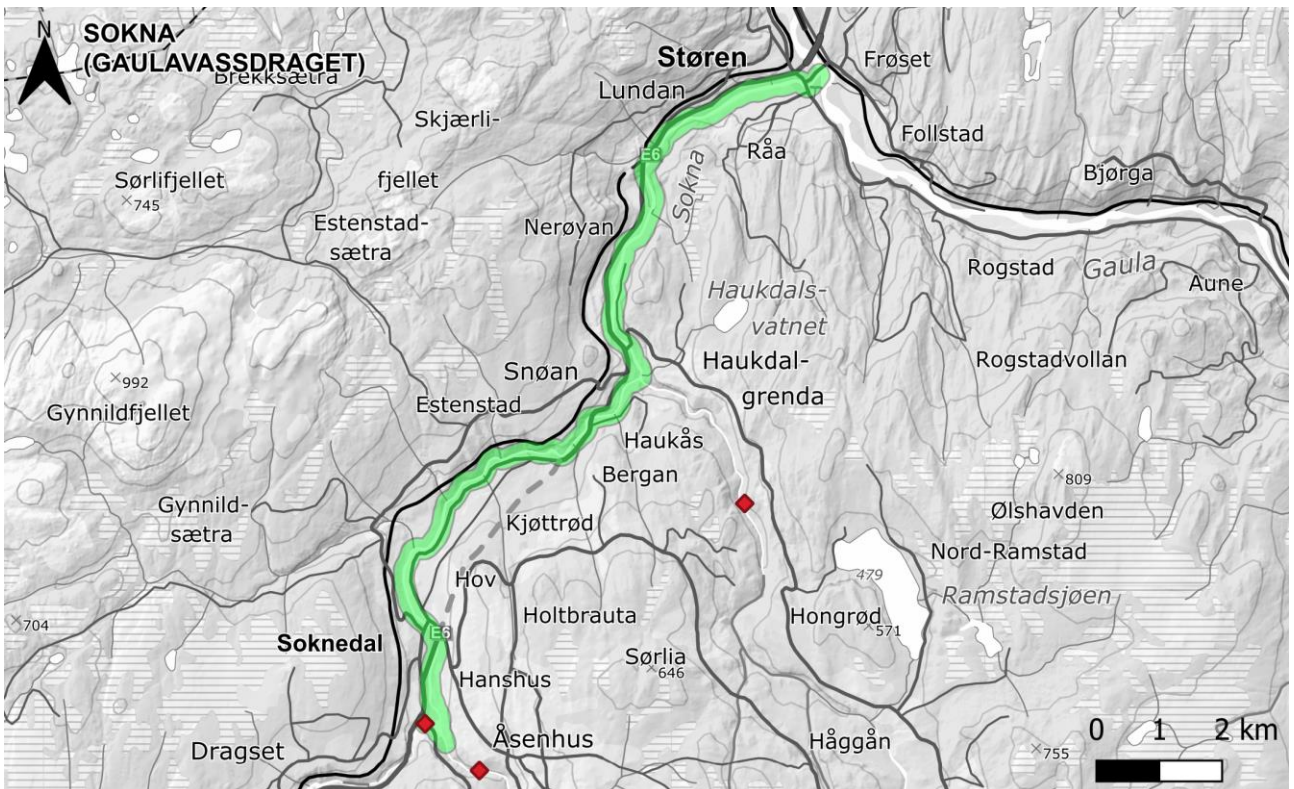 N
SOKNA
(GAULAVASSDRAGET)
Brekksætra
Støren
Frøset
Lundan
Skjærli-
fjellet
Follstad
E6
Råa
Sokna
Bjørga
Sørlifjellet
745
Estenstad-
sætra
Nerøyan
Rogstad
Gaula
Aune
Haukdals-
vatnet
Rogstadvollan
Snøan
Haukdal-
grenda
992
Gynnildfjellet
Estenstad
Haukås
Bergan
809
Ølshavden
Gynnild-
sætra
Kjøttrød
Nord-Ramstad
Hov
479
Ramstadsjøen
Holtbrauta
Hongrød
571
704
E6
Soknedal
Sørlia
646
Hanshus
Dragset
Åsenhus
Håggån
755
0 1 2 km